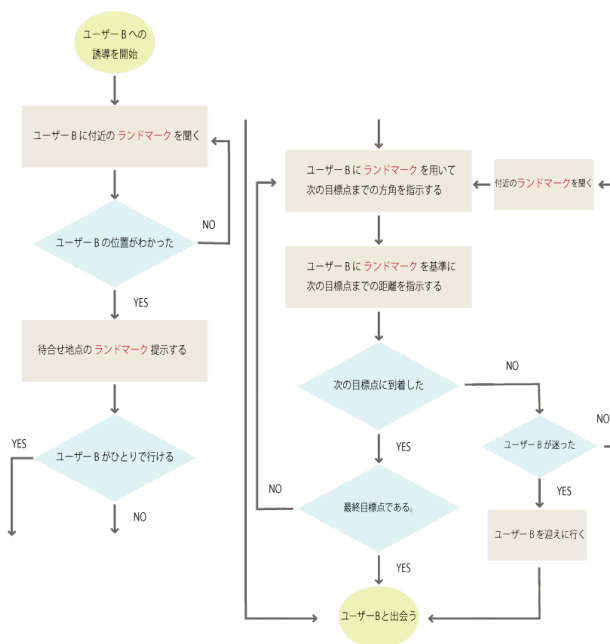 ユーザー B への
誘導を開始
ユーザー B に付近の ランドマーク を聞く
ユーザー B の位置がわかった
NO
YES
待合せ地点の ランドマーク 提示する
ユーザー B がひとりで行ける
YES
NO
ユーザー B に ランドマーク を用いて
次の目標点までの方角を指示する
付近のランドマークを聞く
ユーザー B に ランドマーク を基準に
次の目標点までの距離を指示する
次の目標点に到着した
NO
YES
ユーザー B が迷った
NO
YES
最終目標点である。
NO
YES
ユーザー B を迎えに行く
ユーザーBと出会う